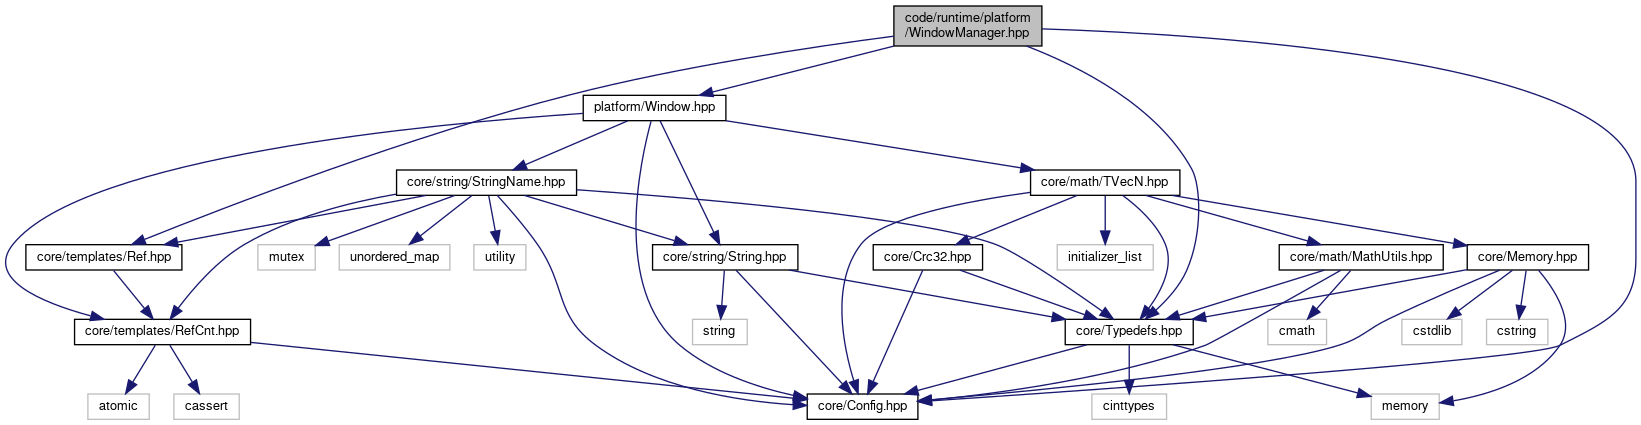 code/runtime/platform
/WindowManager.hpp
platform/Window.hpp
core/string/StringName.hpp
core/math/TVecN.hpp
core/templates/Ref.hpp
mutex
unordered_map
utility
core/string/String.hpp
core/Crc32.hpp
initializer_list
core/math/MathUtils.hpp
core/Memory.hpp
core/templates/RefCnt.hpp
string
core/Typedefs.hpp
cmath
cstdlib
cstring
atomic
cassert
core/Config.hpp
cinttypes
memory